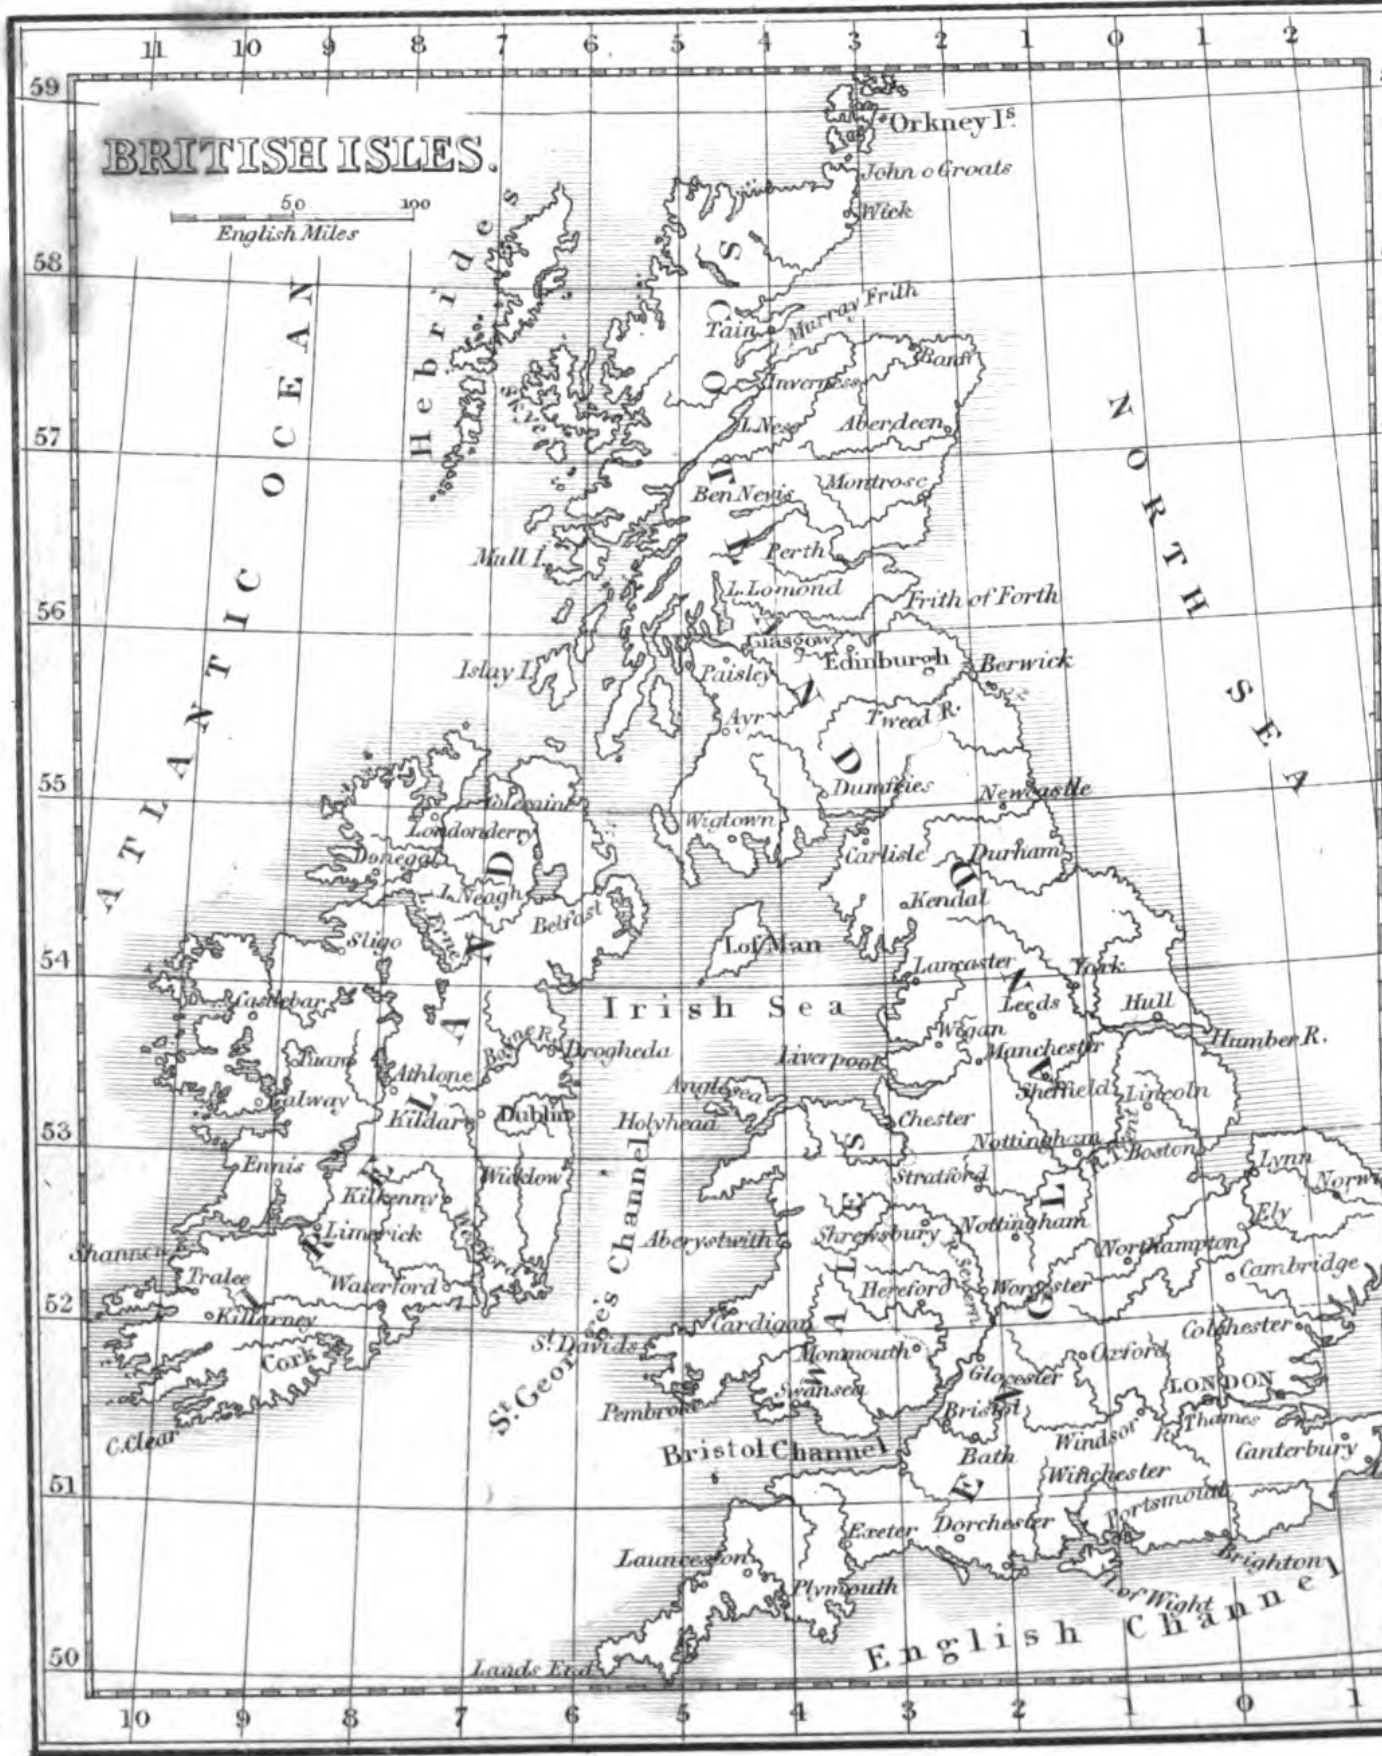 11 10 9 8 7 6 5 4 3 2 1 0 1 2
59
BRITISH ISLES.
50 100
English Miles
Orkney Is.
John o Groats
Wick
Hebrides
58
ATLANTIC OCEAN
SCOTLAND
Murray Frith
Tain
Banff
Inverness
Skye
L. Ness
Aberdeen
NORTH SEA
57
Ben Nevis
Montrose
Mull I.
Perth
L. Lomond
Frith of Forth
56
Glasgow
Edinburgh
Berwick
Islay I.
Paisley
Ayr
Tweed R.
55
Coleraine
Dumfries
Newcastle
Londonderry
Wigtown
Donegal
Carlisle
Durham
L. Neagh
Kendal
Belfast
Erne
Sligo
I. of Man
54
Lancaster
York
Castlebar
Irish Sea
Leeds
Hull
Boyne R.
Wigan
Humber R.
Tuam
Drogheda
Liverpool
Manchester
Athlone
Anglesea
Sheffield
Lincoln
Galway
Kildare
Dublin
Holyhead
Chester
53
Nottingham
Boston
Trent
IRELAND
WALES
ENGLAND
Ennis
Wicklow
Stratford
Lynn
Kilkenny
Norwi
Limerick
Wexford
Aberystwith
Shrewsbury
Nottingham
Ely
Shannon
R. Severn
Northampton
Tralee
Waterford
Hereford
Worcester
Cambridge
52
Killarney
Cardigan
Colchester
St. Davids
Cork
Monmouth
Oxford
St. George's Channel
Swansea
Glocester
LONDON
Pembroke
Bristol
Windsor
R. Thames
C. Clear
Bristol Channel
Bath
Canterbury
Winchester
51
Portsmouth
Exeter
Dorchester
Launceston
Brighton
Plymouth
I. of Wight
English Channel
50
Lands End
10 9 8 7 6 5 4 3 2 1 0 1